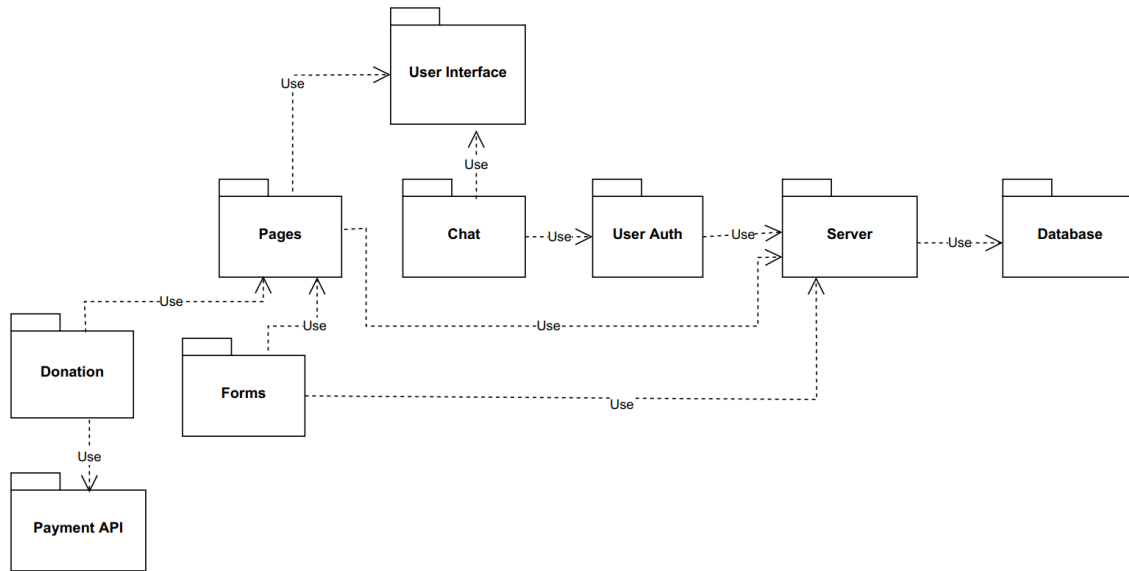 User Interface
Use
Use
Pages
Chat
Use
User Auth
Use
Server
Use
Database
Use
Use
Use
Donation
Forms
Use
Use
Payment API